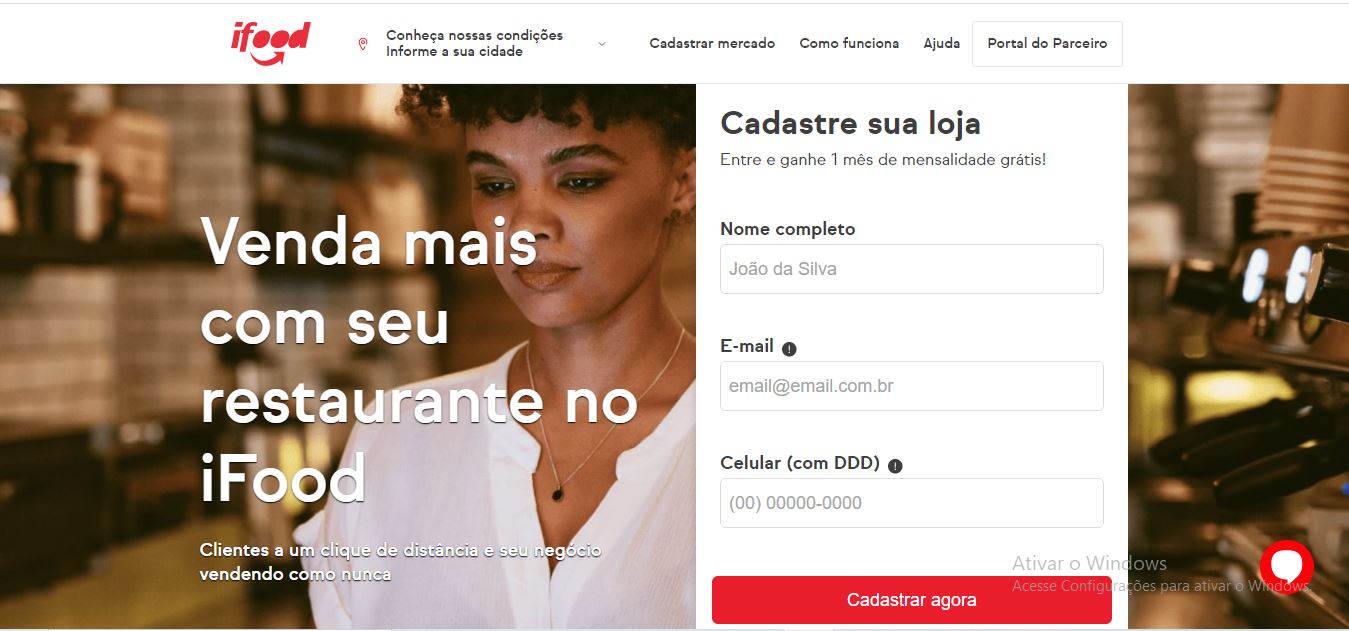 ifood
Conheça nossas condições
Informe a sua cidade
Cadastrar mercado
Como funciona
Ajuda
Portal do Parceiro
Venda mais
com seu
restaurante no
iFood
Clientes a um clique de distância e seu negócio
vendendo como nunca
Cadastre sua loja
Entre e ganhe 1 mês de mensalidade grátis!
Nome completo
João da Silva
E-mail !
email@email.com.br
Celular (com DDD) !
(00) 00000-0000
Cadastrar agora
Ativar o Windows
Acesse Configurações para ativar o Windows.